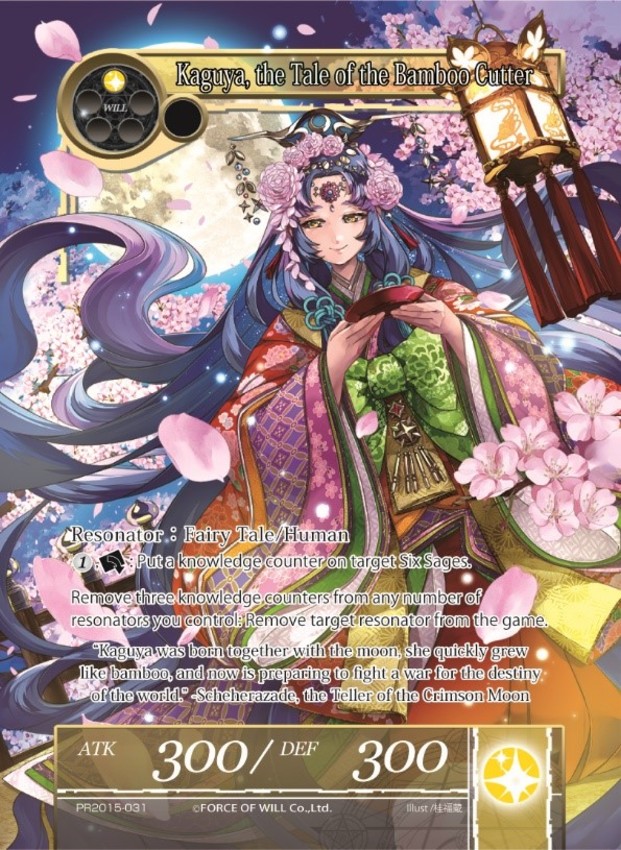 Kaguya, the Tale of the Bamboo Cutter
WILL
Resonator : Fairy Tale/Human
1, : Put a knowledge counter on target Six Sages.
Remove three knowledge counters from any number of
resonators you control: Remove target resonator from the game.
"Kaguya was born together with the moon, she quickly grew
like bamboo, and now is preparing to fight a war for the destiny
of the world." -Scheherazade, the Teller of the Crimson Moon
ATK 300 / DEF 300
PR2015-031 ©FORCE OF WILL Co.,Ltd. Illust /桂福蔵